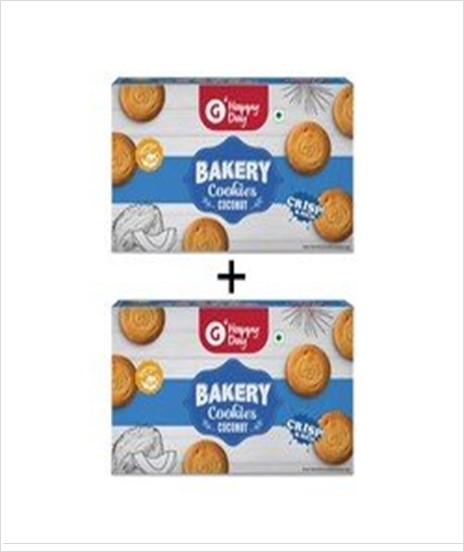 G
Happy
Day
BAKERY
Cookies
COCONUT
CRISP
+
G
Happy
Day
BAKERY
Cookies
COCONUT
CRISP